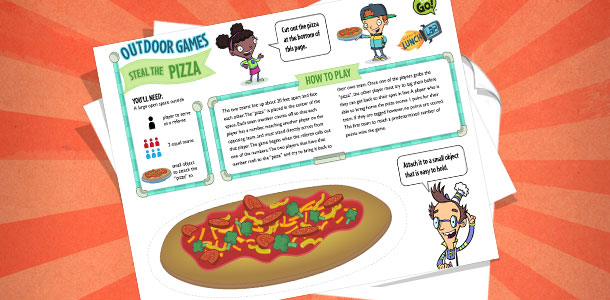 OUTDOOR GAMES
STEAL THE PIZZA
YOU'LL NEED:
A large open space outside
player to serve
as a referee
2 equal teams
small object
to attach the
"pizza" to
Cut out the pizza
at the bottom of
this page.
GO!
LUNCH
LAB
HOW TO PLAY
The two teams line up about 20 feet apart and face
each other. The "pizza" is placed in the center of the
space. Each team member counts off so that each
player has a number matching another player on the
opposing team and must stand directly across from
that player. The game begins when the referee calls out
one of the numbers. The two players that have that
number rush to the "pizza" and try to bring it back to
their own team. Once one of the players grabs the
"pizza", the other player must try to tag them before
they can get back to their spot in line. A player who is
able to bring home the pizza scores 1 point for their
team. If they are tagged however, no points are scored.
The first team to reach a predetermined number of
points wins the game.
Attach it to a small object
that is easy to hold.